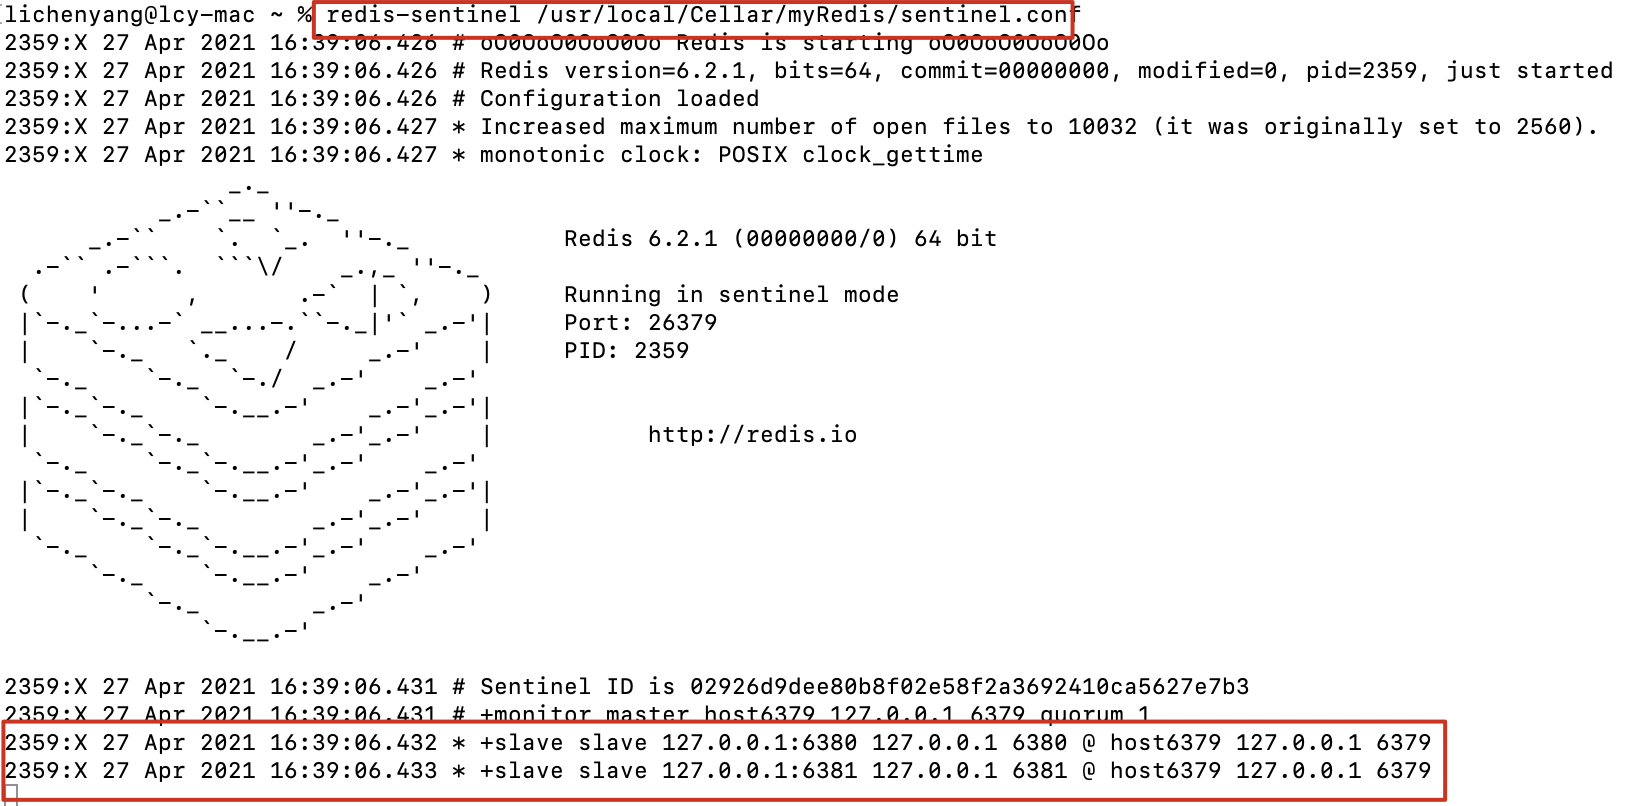 lichenyang@lcy-mac ~ % redis-sentinel /usr/local/Cellar/myRedis/sentinel.conf
2359:X 27 Apr 2021 16:39:06.426 # oO0OoO0OoO0Oo Redis is starting oO0OoO0OoO0Oo
2359:X 27 Apr 2021 16:39:06.426 # Redis version=6.2.1, bits=64, commit=00000000, modified=0, pid=2359, just started
2359:X 27 Apr 2021 16:39:06.426 # Configuration loaded
2359:X 27 Apr 2021 16:39:06.427 * Increased maximum number of open files to 10032 (it was originally set to 2560).
2359:X 27 Apr 2021 16:39:06.427 * monotonic clock: POSIX clock_gettime
Redis 6.2.1 (00000000/0) 64 bit
Running in sentinel mode
Port: 26379
PID: 2359
http://redis.io
2359:X 27 Apr 2021 16:39:06.431 # Sentinel ID is 02926d9dee80b8f02e58f2a3692410ca5627e7b3
2359:X 27 Apr 2021 16:39:06.431 # +monitor master host6379 127.0.0.1 6379 quorum 1
2359:X 27 Apr 2021 16:39:06.432 * +slave slave 127.0.0.1:6380 127.0.0.1 6380 @ host6379 127.0.0.1 6379
2359:X 27 Apr 2021 16:39:06.433 * +slave slave 127.0.0.1:6381 127.0.0.1 6381 @ host6379 127.0.0.1 6379